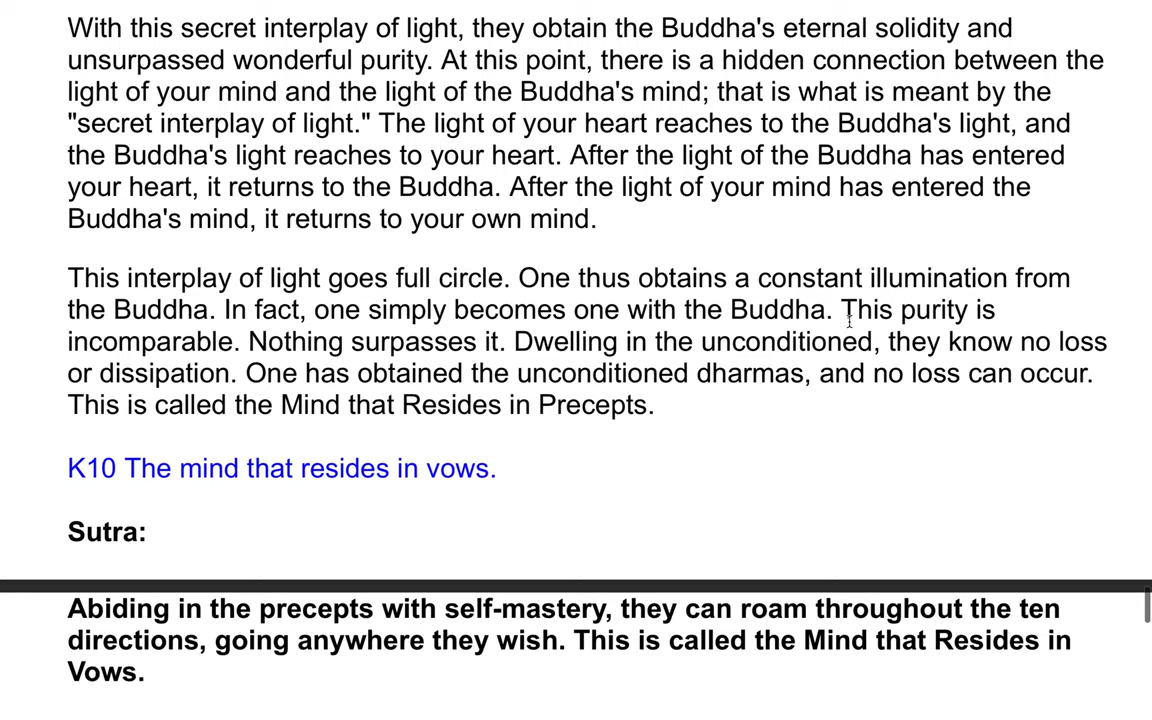 With this secret interplay of light, they obtain the Buddha's eternal solidity and
unsurpassed wonderful purity. At this point, there is a hidden connection between the
light of your mind and the light of the Buddha's mind; that is what is meant by the
"secret interplay of light." The light of your heart reaches to the Buddha's light, and
the Buddha's light reaches to your heart. After the light of the Buddha has entered
your heart, it returns to the Buddha. After the light of your mind has entered the
Buddha's mind, it returns to your own mind.
This interplay of light goes full circle. One thus obtains a constant illumination from
the Buddha. In fact, one simply becomes one with the Buddha. This purity is
incomparable. Nothing surpasses it. Dwelling in the unconditioned, they know no loss
or dissipation. One has obtained the unconditioned dharmas, and no loss can occur.
This is called the Mind that Resides in Precepts.
K10 The mind that resides in vows.
Sutra:
Abiding in the precepts with self-mastery, they can roam throughout the ten
directions, going anywhere they wish. This is called the Mind that Resides in
Vows.